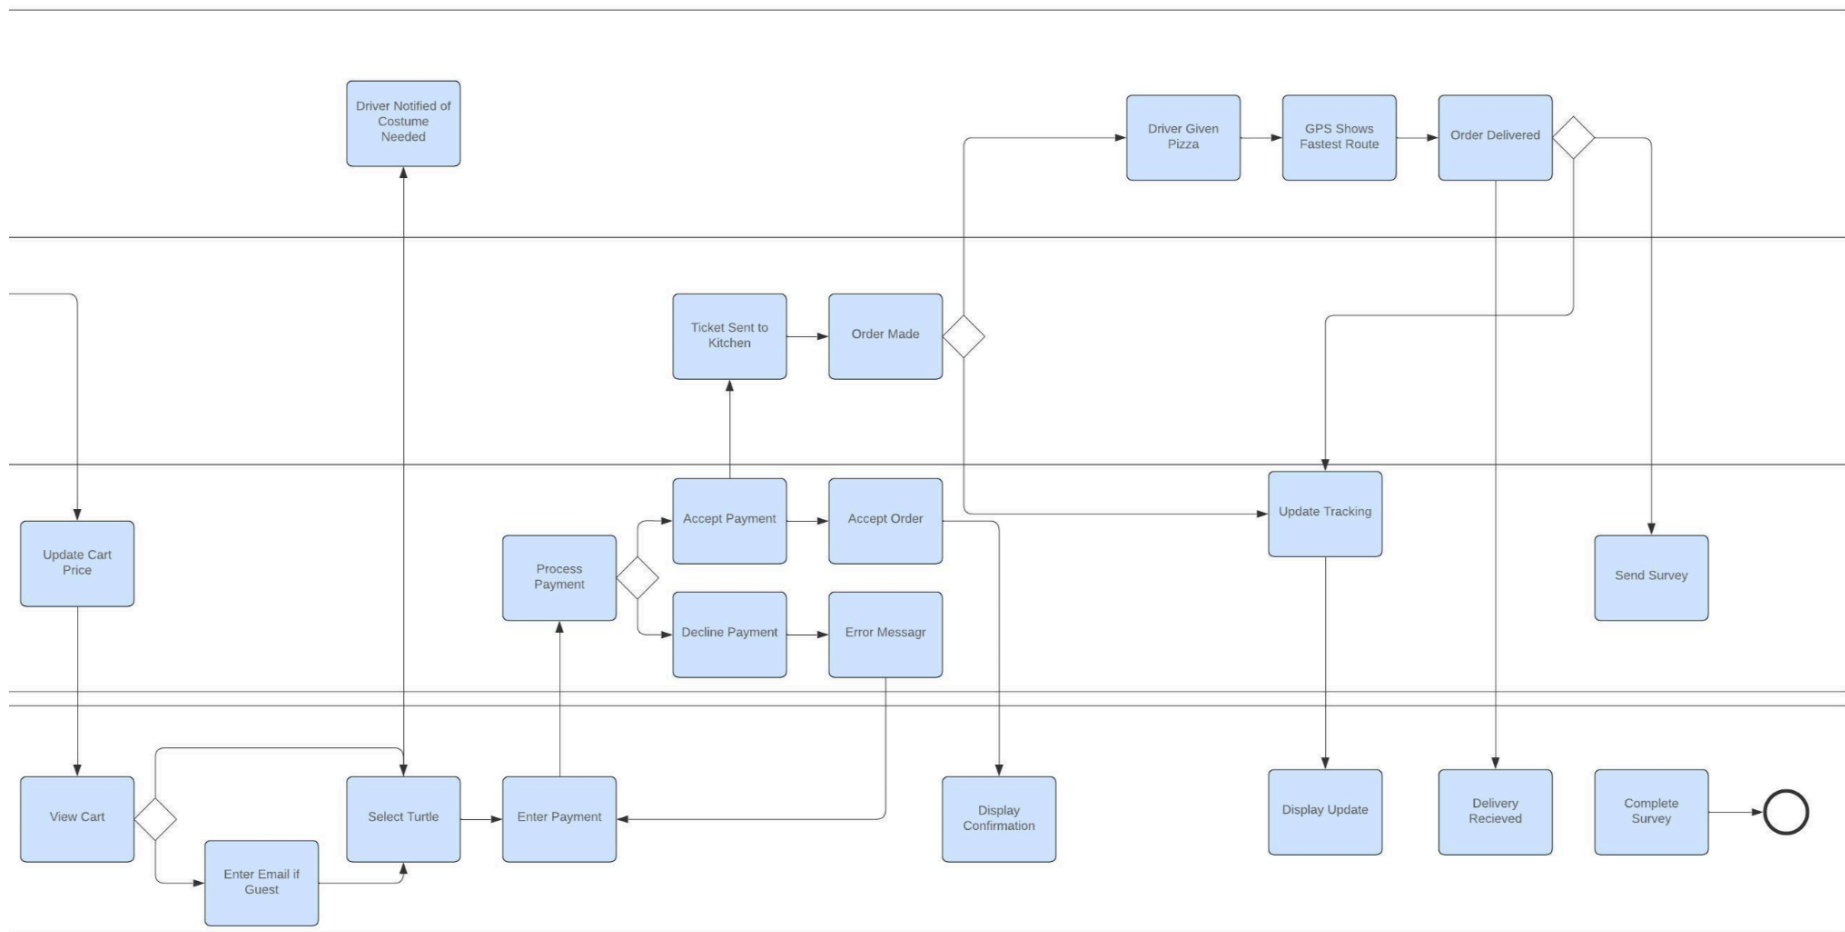 Driver Notified of
Costume
Needed
Driver Given
Pizza
GPS Shows
Fastest Route
Order Delivered
Ticket Sent to
Kitchen
Order Made
Update Cart
Price
Process
Payment
Accept Payment
Accept Order
Decline Payment
Error Messagr
Update Tracking
Send Survey
View Cart
Enter Email if
Guest
Select Turtle
Enter Payment
Display
Confirmation
Display Update
Delivery
Recieved
Complete
Survey